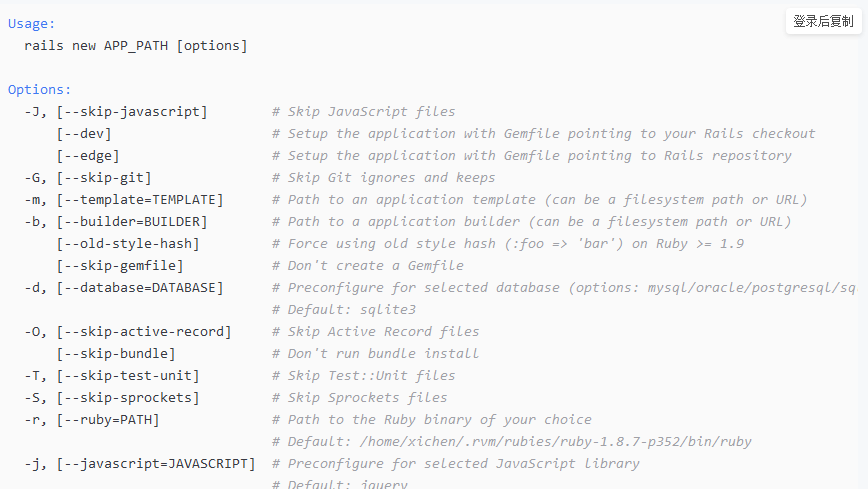 Usage:
登录后复制
rails new APP_PATH [options]
Options:
-J, [--skip-javascript] # Skip JavaScript files
[--dev] # Setup the application with Gemfile pointing to your Rails checkout
[--edge] # Setup the application with Gemfile pointing to Rails repository
-G, [--skip-git] # Skip Git ignores and keeps
-m, [--template=TEMPLATE] # Path to an application template (can be a filesystem path or URL)
-b, [--builder=BUILDER] # Path to a application builder (can be a filesystem path or URL)
[--old-style-hash] # Force using old style hash (:foo => 'bar') on Ruby >= 1.9
[--skip-gemfile] # Don't create a Gemfile
-d, [--database=DATABASE] # Preconfigure for selected database (options: mysql/oracle/postgresql/sq
# Default: sqlite3
-O, [--skip-active-record] # Skip Active Record files
[--skip-bundle] # Don't run bundle install
-T, [--skip-test-unit] # Skip Test::Unit files
-S, [--skip-sprockets] # Skip Sprockets files
-r, [--ruby=PATH] # Path to the Ruby binary of your choice
# Default: /home/xichen/.rvm/rubies/ruby-1.8.7-p352/bin/ruby
-j, [--javascript=JAVASCRIPT] # Preconfigure for selected JavaScript library
# Default: jquery